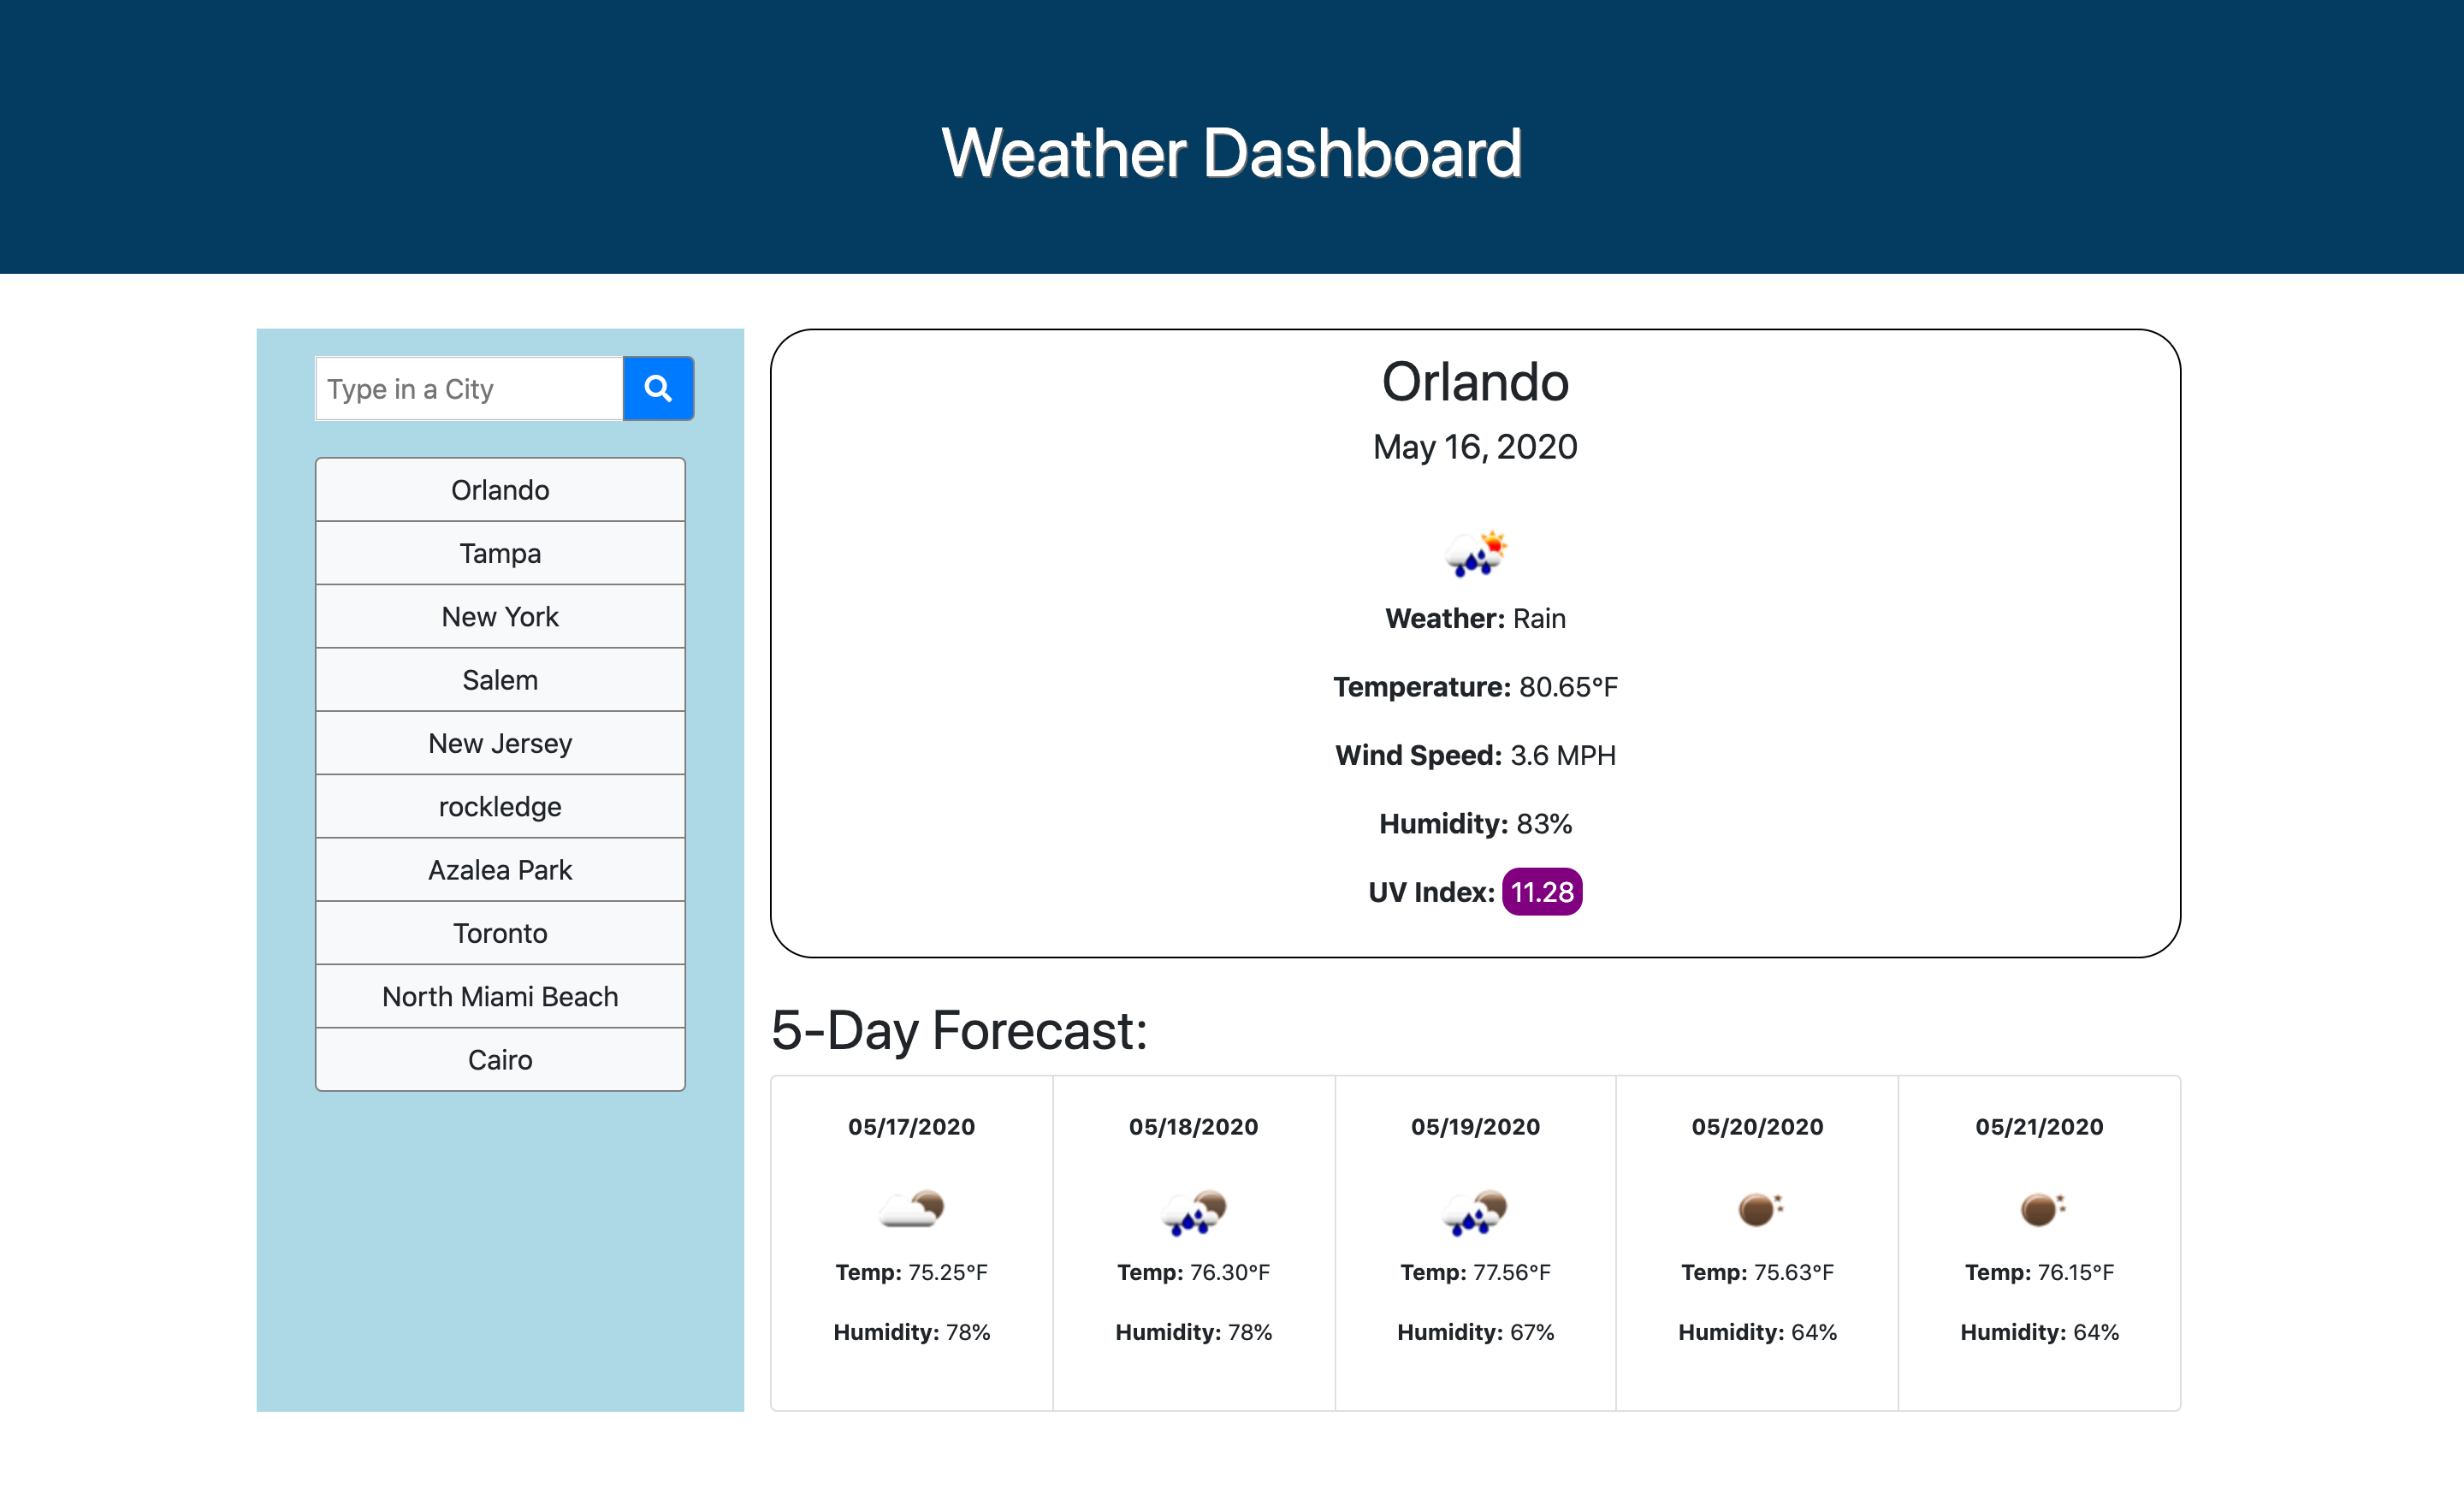 Weather Dashboard
Type in a City
Orlando
Tampa
New York
Salem
New Jersey
rockledge
Azalea Park
Toronto
North Miami Beach
Cairo
Orlando
May 16, 2020
Weather: Rain
Temperature: 80.65°F
Wind Speed: 3.6 MPH
Humidity: 83%
UV Index: 11.28
5-Day Forecast:
05/17/2020
Temp: 75.25°F
Humidity: 78%
05/18/2020
Temp: 76.30°F
Humidity: 78%
05/19/2020
Temp: 77.56°F
Humidity: 67%
05/20/2020
Temp: 75.63°F
Humidity: 64%
05/21/2020
Temp: 76.15°F
Humidity: 64%